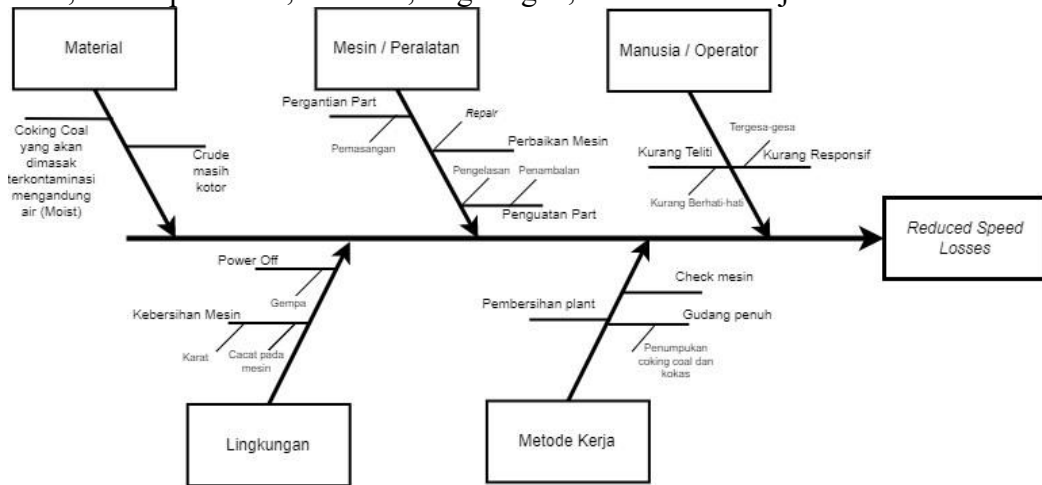 Material
Mesin / Peralatan
Manusia / Operator
Pergantian Part
Repair
Tergesa-gesa
Coking Coal
yang akan
dimasak
terkontaminasi
mengandung
air (Moist)
Crude
masih
kotor
Pemasangan
Perbaikan Mesin
Kurang Teliti
Kurang Responsif
Pengelasan
Penambalan
Kurang Berhati-hati
Penguatan Part
Reduced Speed
Losses
Power Off
Gempa
Check mesin
Pembersihan plant
Kebersihan Mesin
Gudang penuh
Karat
Cacat pada
mesin
Penumpukan
coking coal dan
kokas
Lingkungan
Metode Kerja